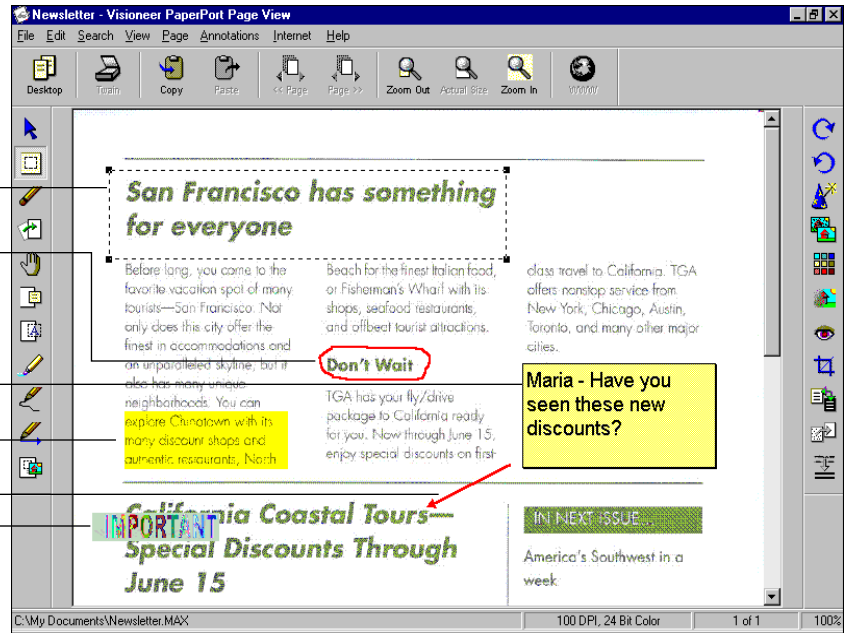 Newsletter - Visioneer PaperPort Page View
File Edit Search View Page Annotations Internet Help
Desktop Twain Copy Paste << Page Page >> Zoom Out Actual Size Zoom In WWW
San Francisco has something
for everyone
Before long, you come to the
favorite vacation spot of many
tourists—San Francisco. Not
only does this city offer the
finest in accommodations and
an unparalleled skyline, but it
also has many unique
neighborhoods. You can
explore Chinatown with its
many discount shops and
authentic restaurants, North
Beach for the finest Italian food,
or Fisherman's Wharf with its
shops, seafood restaurants,
and offbeat tourist attractions.
Don't Wait
TGA has your fly/drive
package to California ready
for you. Now through June 15,
enjoy special discounts on first-
class travel to California. TGA
offers nonstop service from
New York, Chicago, Austin,
Toronto, and many other major
cities.
Maria - Have you
seen these new
discounts?
California Coastal Tours—
Special Discounts Through
June 15
IMPORTANT
IN NEXT ISSUE...
America's Southwest in a
week
C:\My Documents\Newsletter.MAX 100 DPI, 24 Bit Color 1 of 1 100%